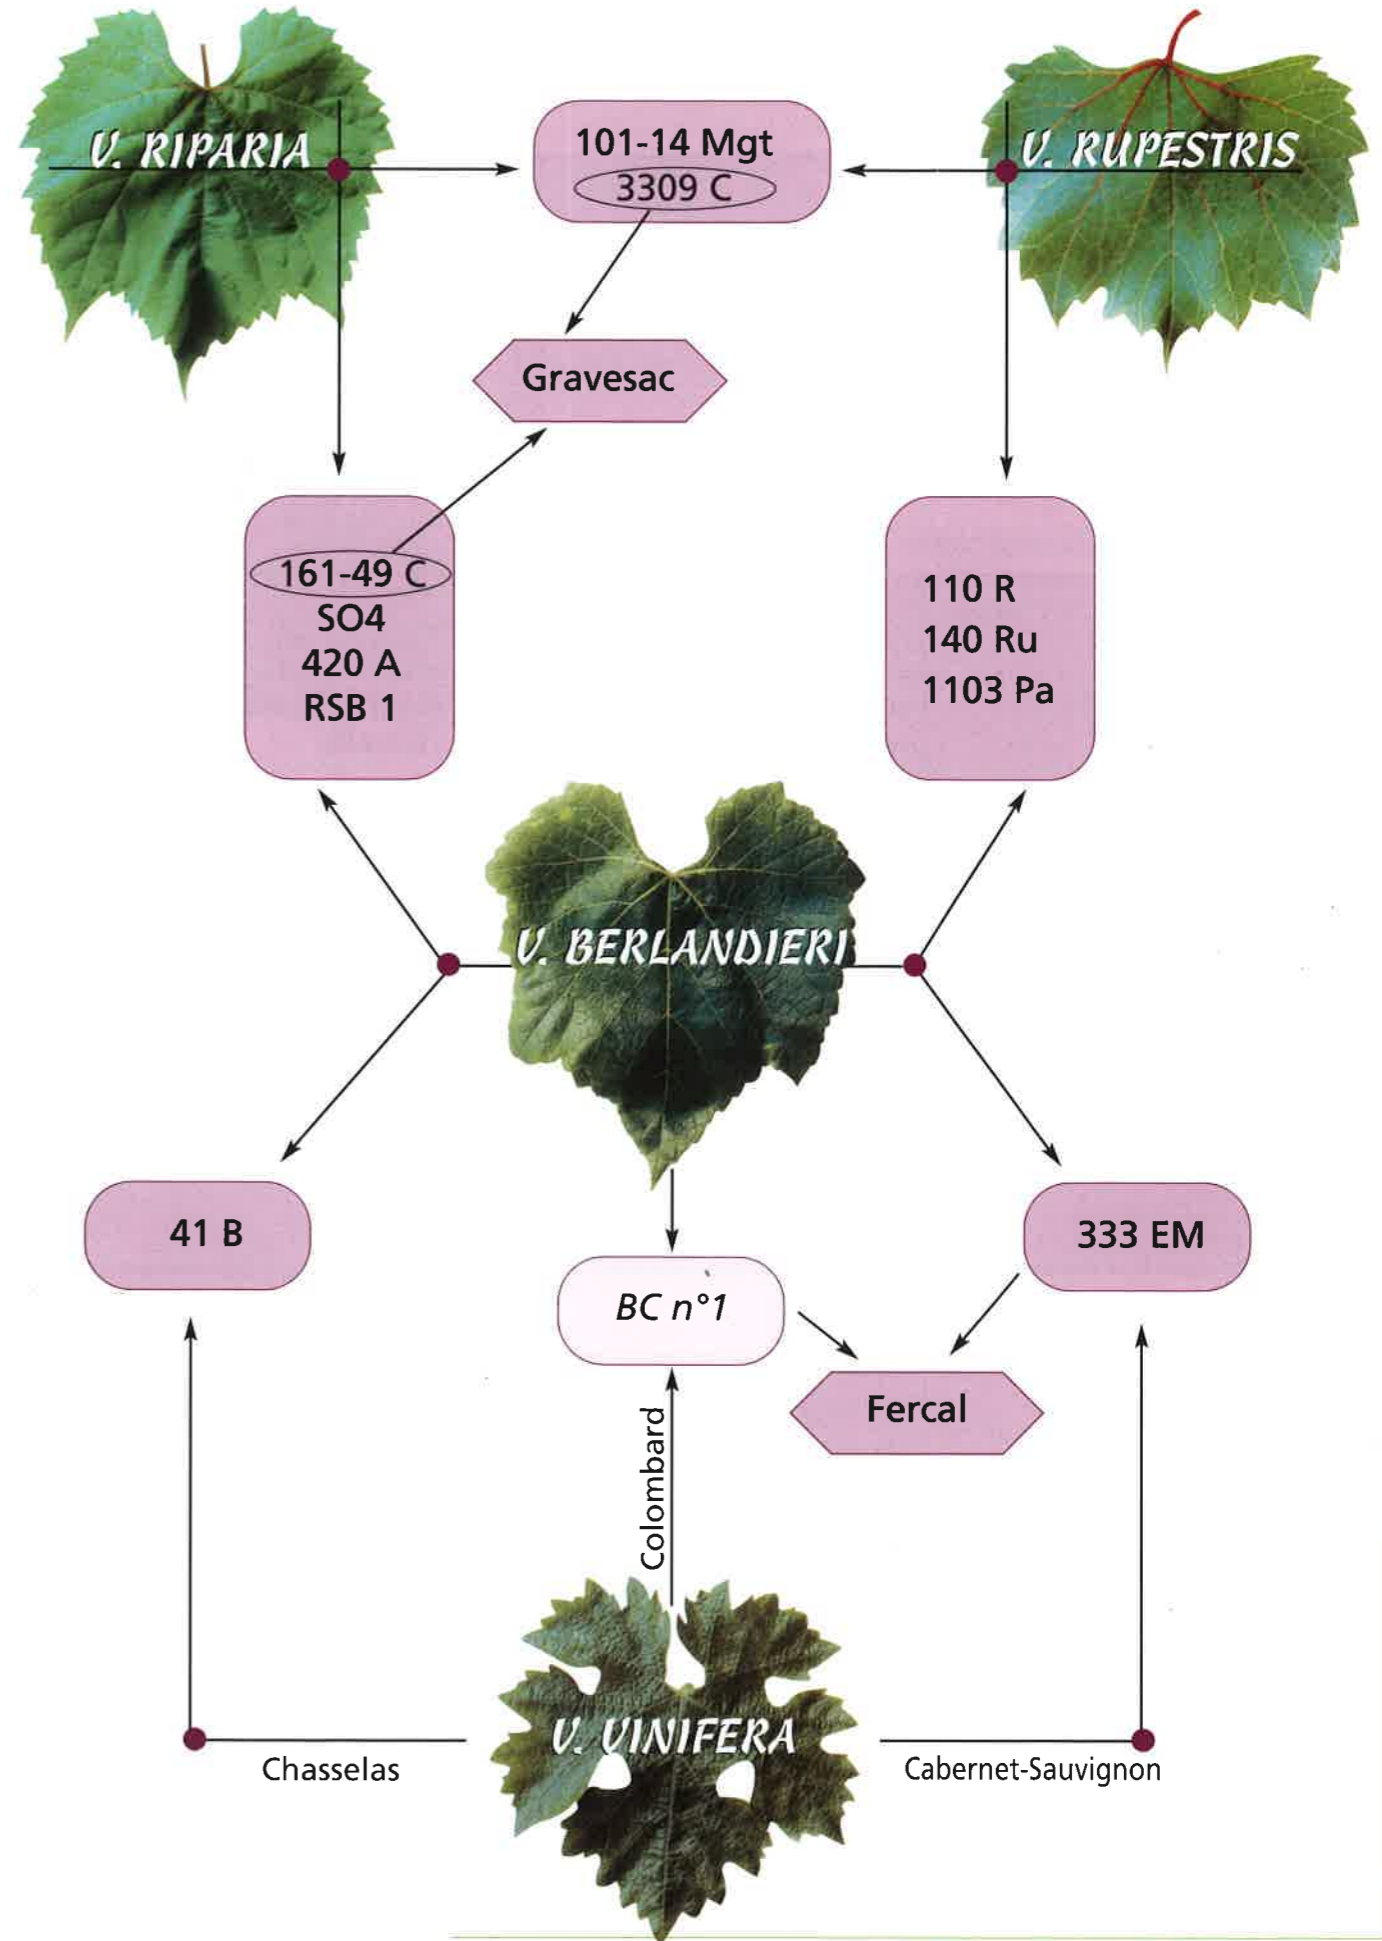 V. RIPARIA
101-14 Mgt
3309 C
V. RUPESTRIS
Gravesac
161-49 C
SO4
420 A
RSB 1
110 R
140 Ru
1103 Pa
V. BERLANDIERI
41 B
BC n°1
333 EM
Fercal
Colombard
V. VINIFERA
Chasselas
Cabernet-Sauvignon